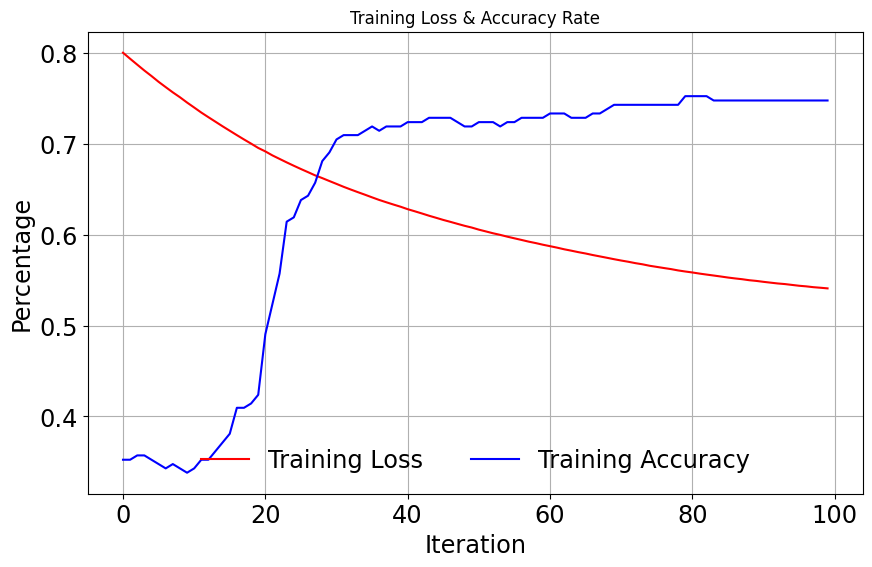 Training Loss & Accuracy Rate
0.8
0.7
0.6
0.5
0.4
Percentage
Training Loss
Training Accuracy
0 20 40 60 80 100
Iteration